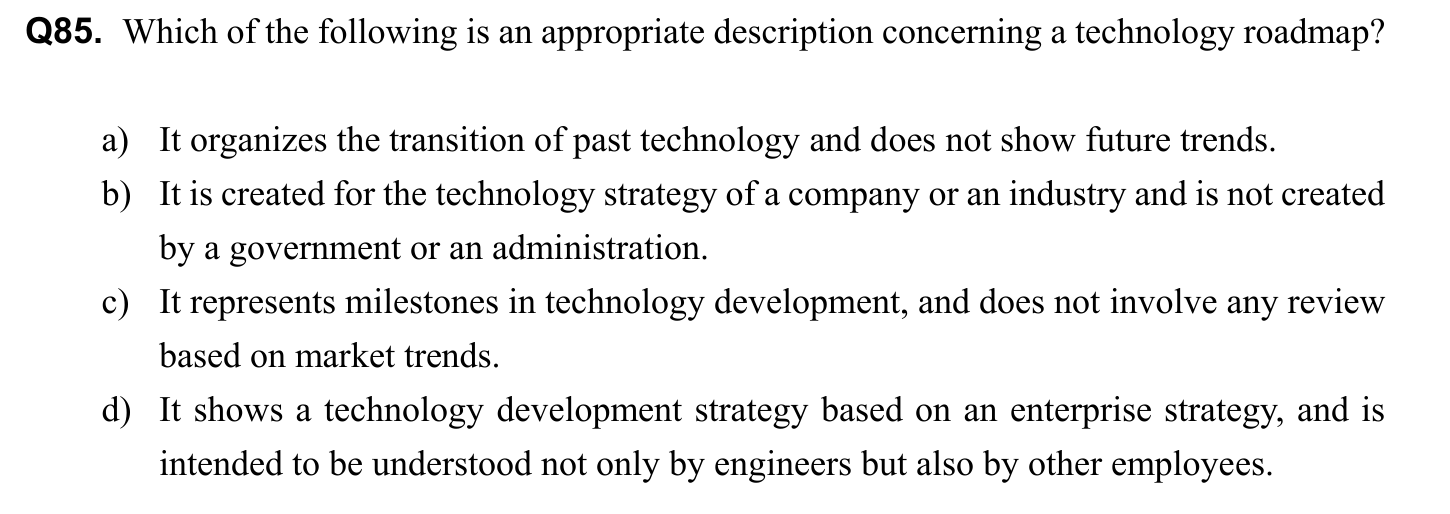 Q85. Which of the following is an appropriate description concerning a technology roadmap?
a) It organizes the transition of past technology and does not show future trends.
b) It is created for the technology strategy of a company or an industry and is not created
by a government or an administration.
c) It represents milestones in technology development, and does not involve any review
based on market trends.
d) It shows a technology development strategy based on an enterprise strategy, and is
intended to be understood not only by engineers but also by other employees.